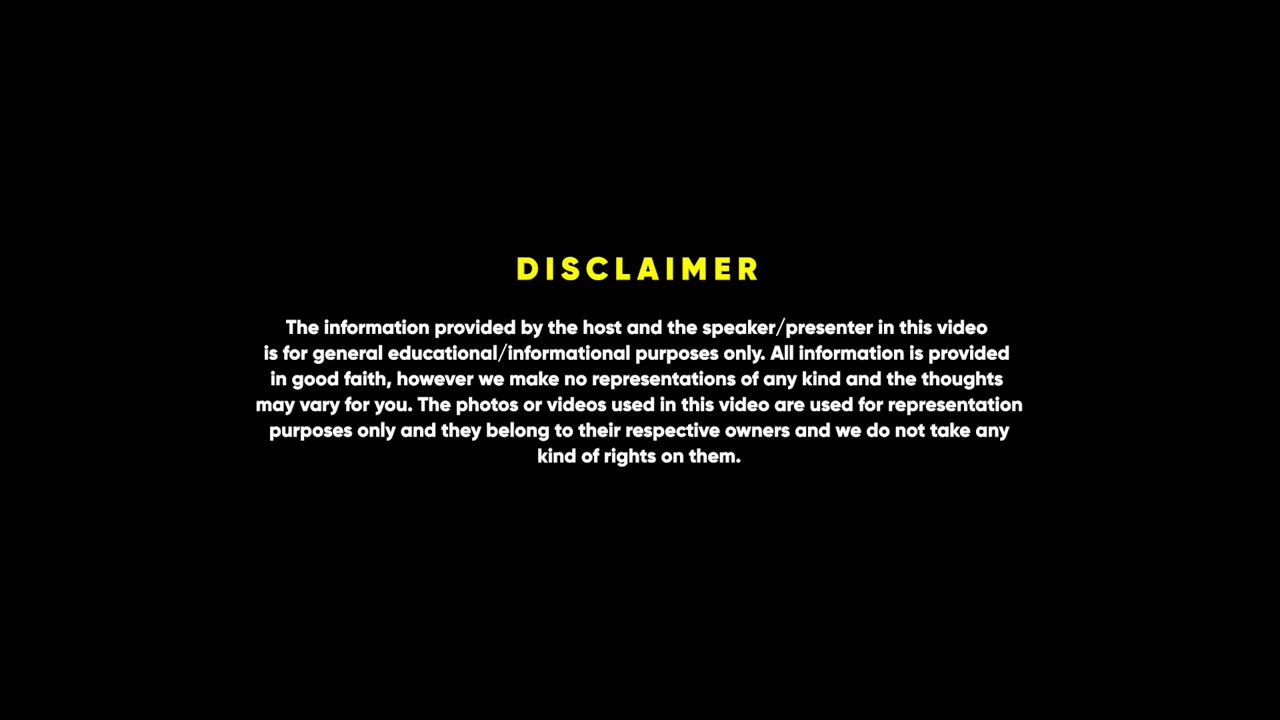 DISCLAIMER
The information provided by the host and the speaker/presenter in this video
is for general educational/informational purposes only. All information is provided
in good faith, however we make no representations of any kind and the thoughts
may vary for you. The photos or videos used in this video are used for representation
purposes only and they belong to their respective owners and we do not take any
kind of rights on them.